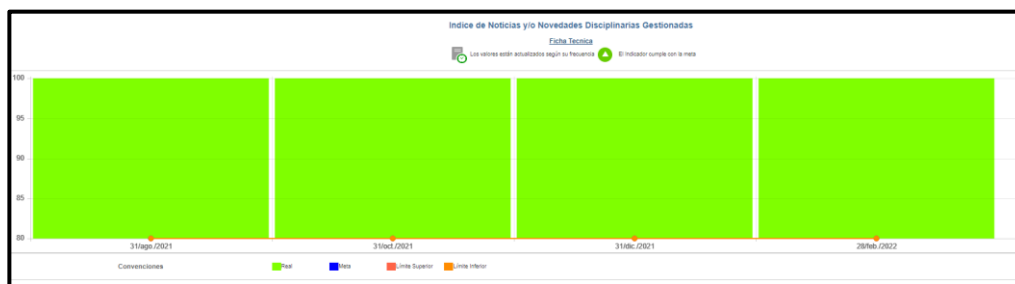 Indice de Noticias y/o Novedades Disciplinarias Gestionadas
Ficha Tecnica
Los valores están actualizados según su frecuencia El indicador cumple con la meta
100
95
90
85
80
31/ago./2021 31/oct./2021 31/dic./2021 28/feb./2022
Convenciones Real Meta Límite Superior Límite Inferior